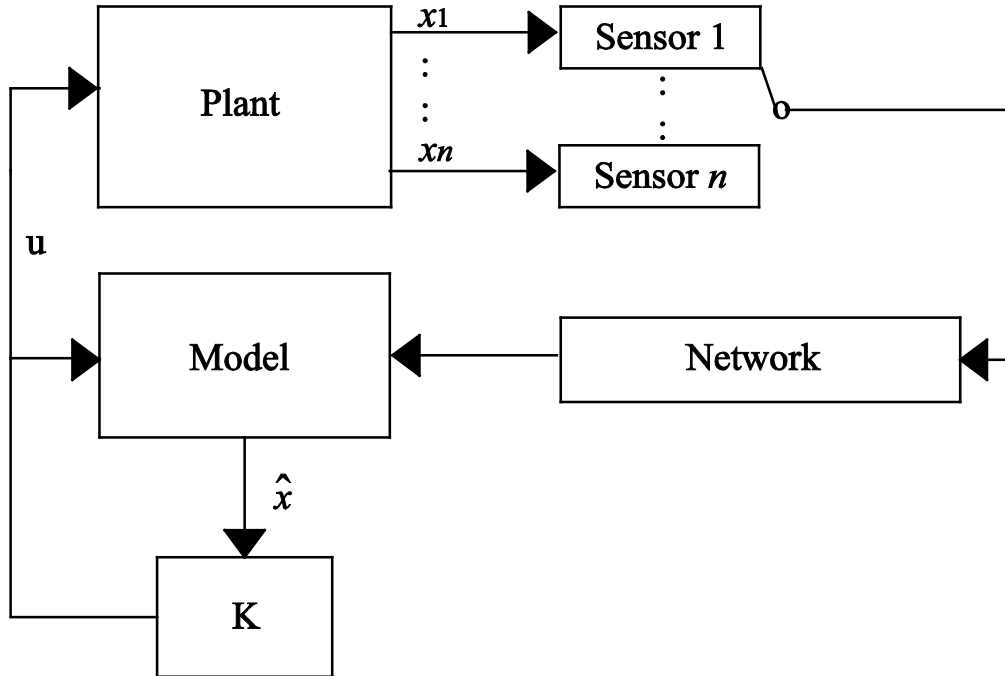 x1
Sensor 1
:
:
Plant
:
:
xn
Sensor n
u
Model
Network
x̂
K